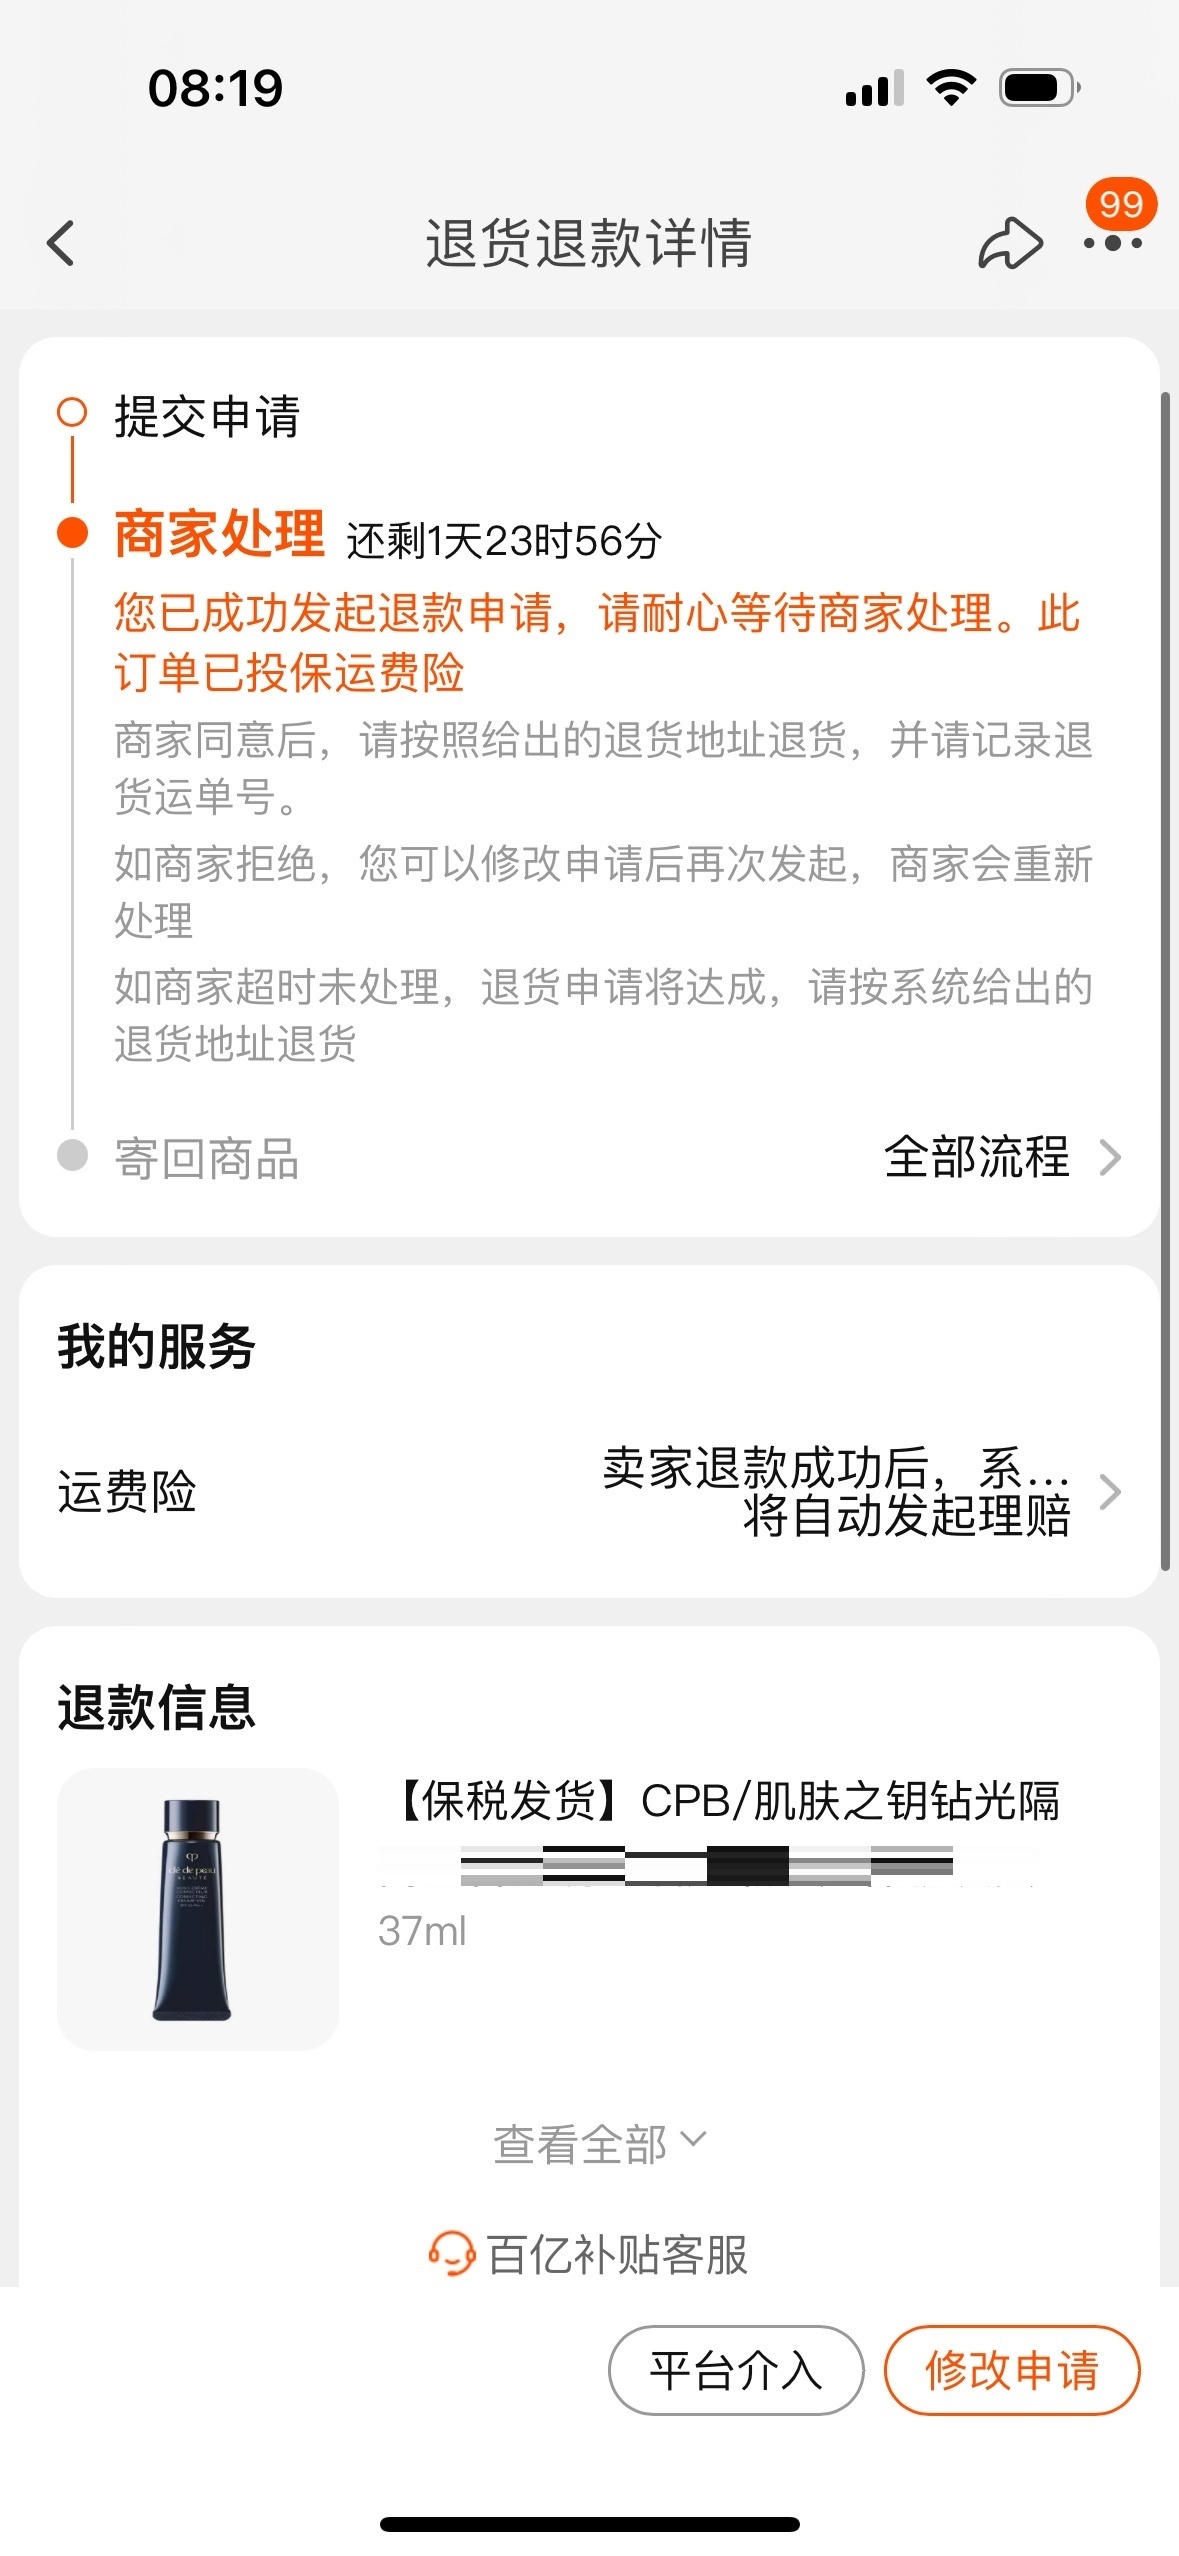 08:19
99
退货退款详情
提交申请
商家处理 还剩1天23时56分
您已成功发起退款申请，请耐心等待商家处理。此
订单已投保运费险
商家同意后，请按照给出的退货地址退货，并请记录退
货运单号。
如商家拒绝，您可以修改申请后再次发起，商家会重新
处理
如商家超时未处理，退货申请将达成，请按系统给出的
退货地址退货
寄回商品 全部流程
我的服务
运费险
卖家退款成功后，系...
将自动发起理赔
退款信息
【保税发货】CPB/肌肤之钥钻光隔
clé de peau
BEAUTÉ
37ml
查看全部
百亿补贴客服
平台介入 修改申请